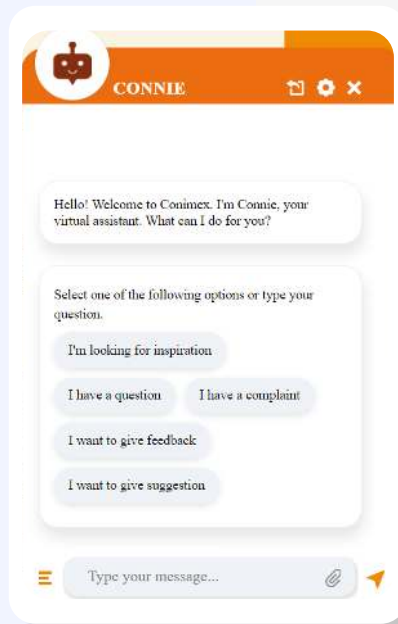 CONNIE
Hello! Welcome to Conimex. I'm Connie, your
virtual assistant. What can I do for you?
Select one of the following options or type your
question.
I'm looking for inspiration
I have a question
I have a complaint
I want to give feedback
I want to give suggestion
Type your message...